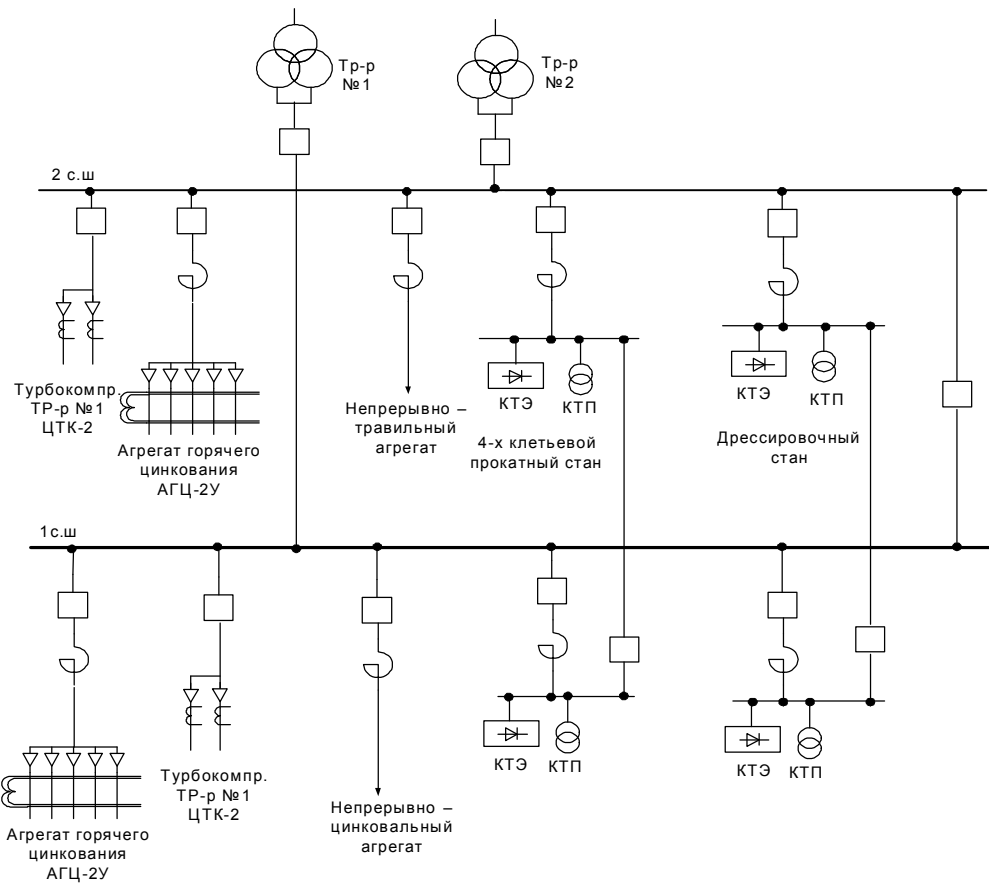 Тр-р
№1
Тр-р
№2
2 с.ш
Турбокомпр.
ТР-р №1
ЦТК-2
Агрегат горячего
цинкования
АГЦ-2У
Непрерывно –
травильный
агрегат
КТЭ
КТП
4-х клетьевой
прокатный стан
КТЭ
КТП
Дрессировочный
стан
1с.ш
Агрегат горячего
цинкования
АГЦ-2У
Турбокомпр.
ТР-р №1
ЦТК-2
Непрерывно –
цинковальный
агрегат
КТЭ
КТП
КТЭ
КТП